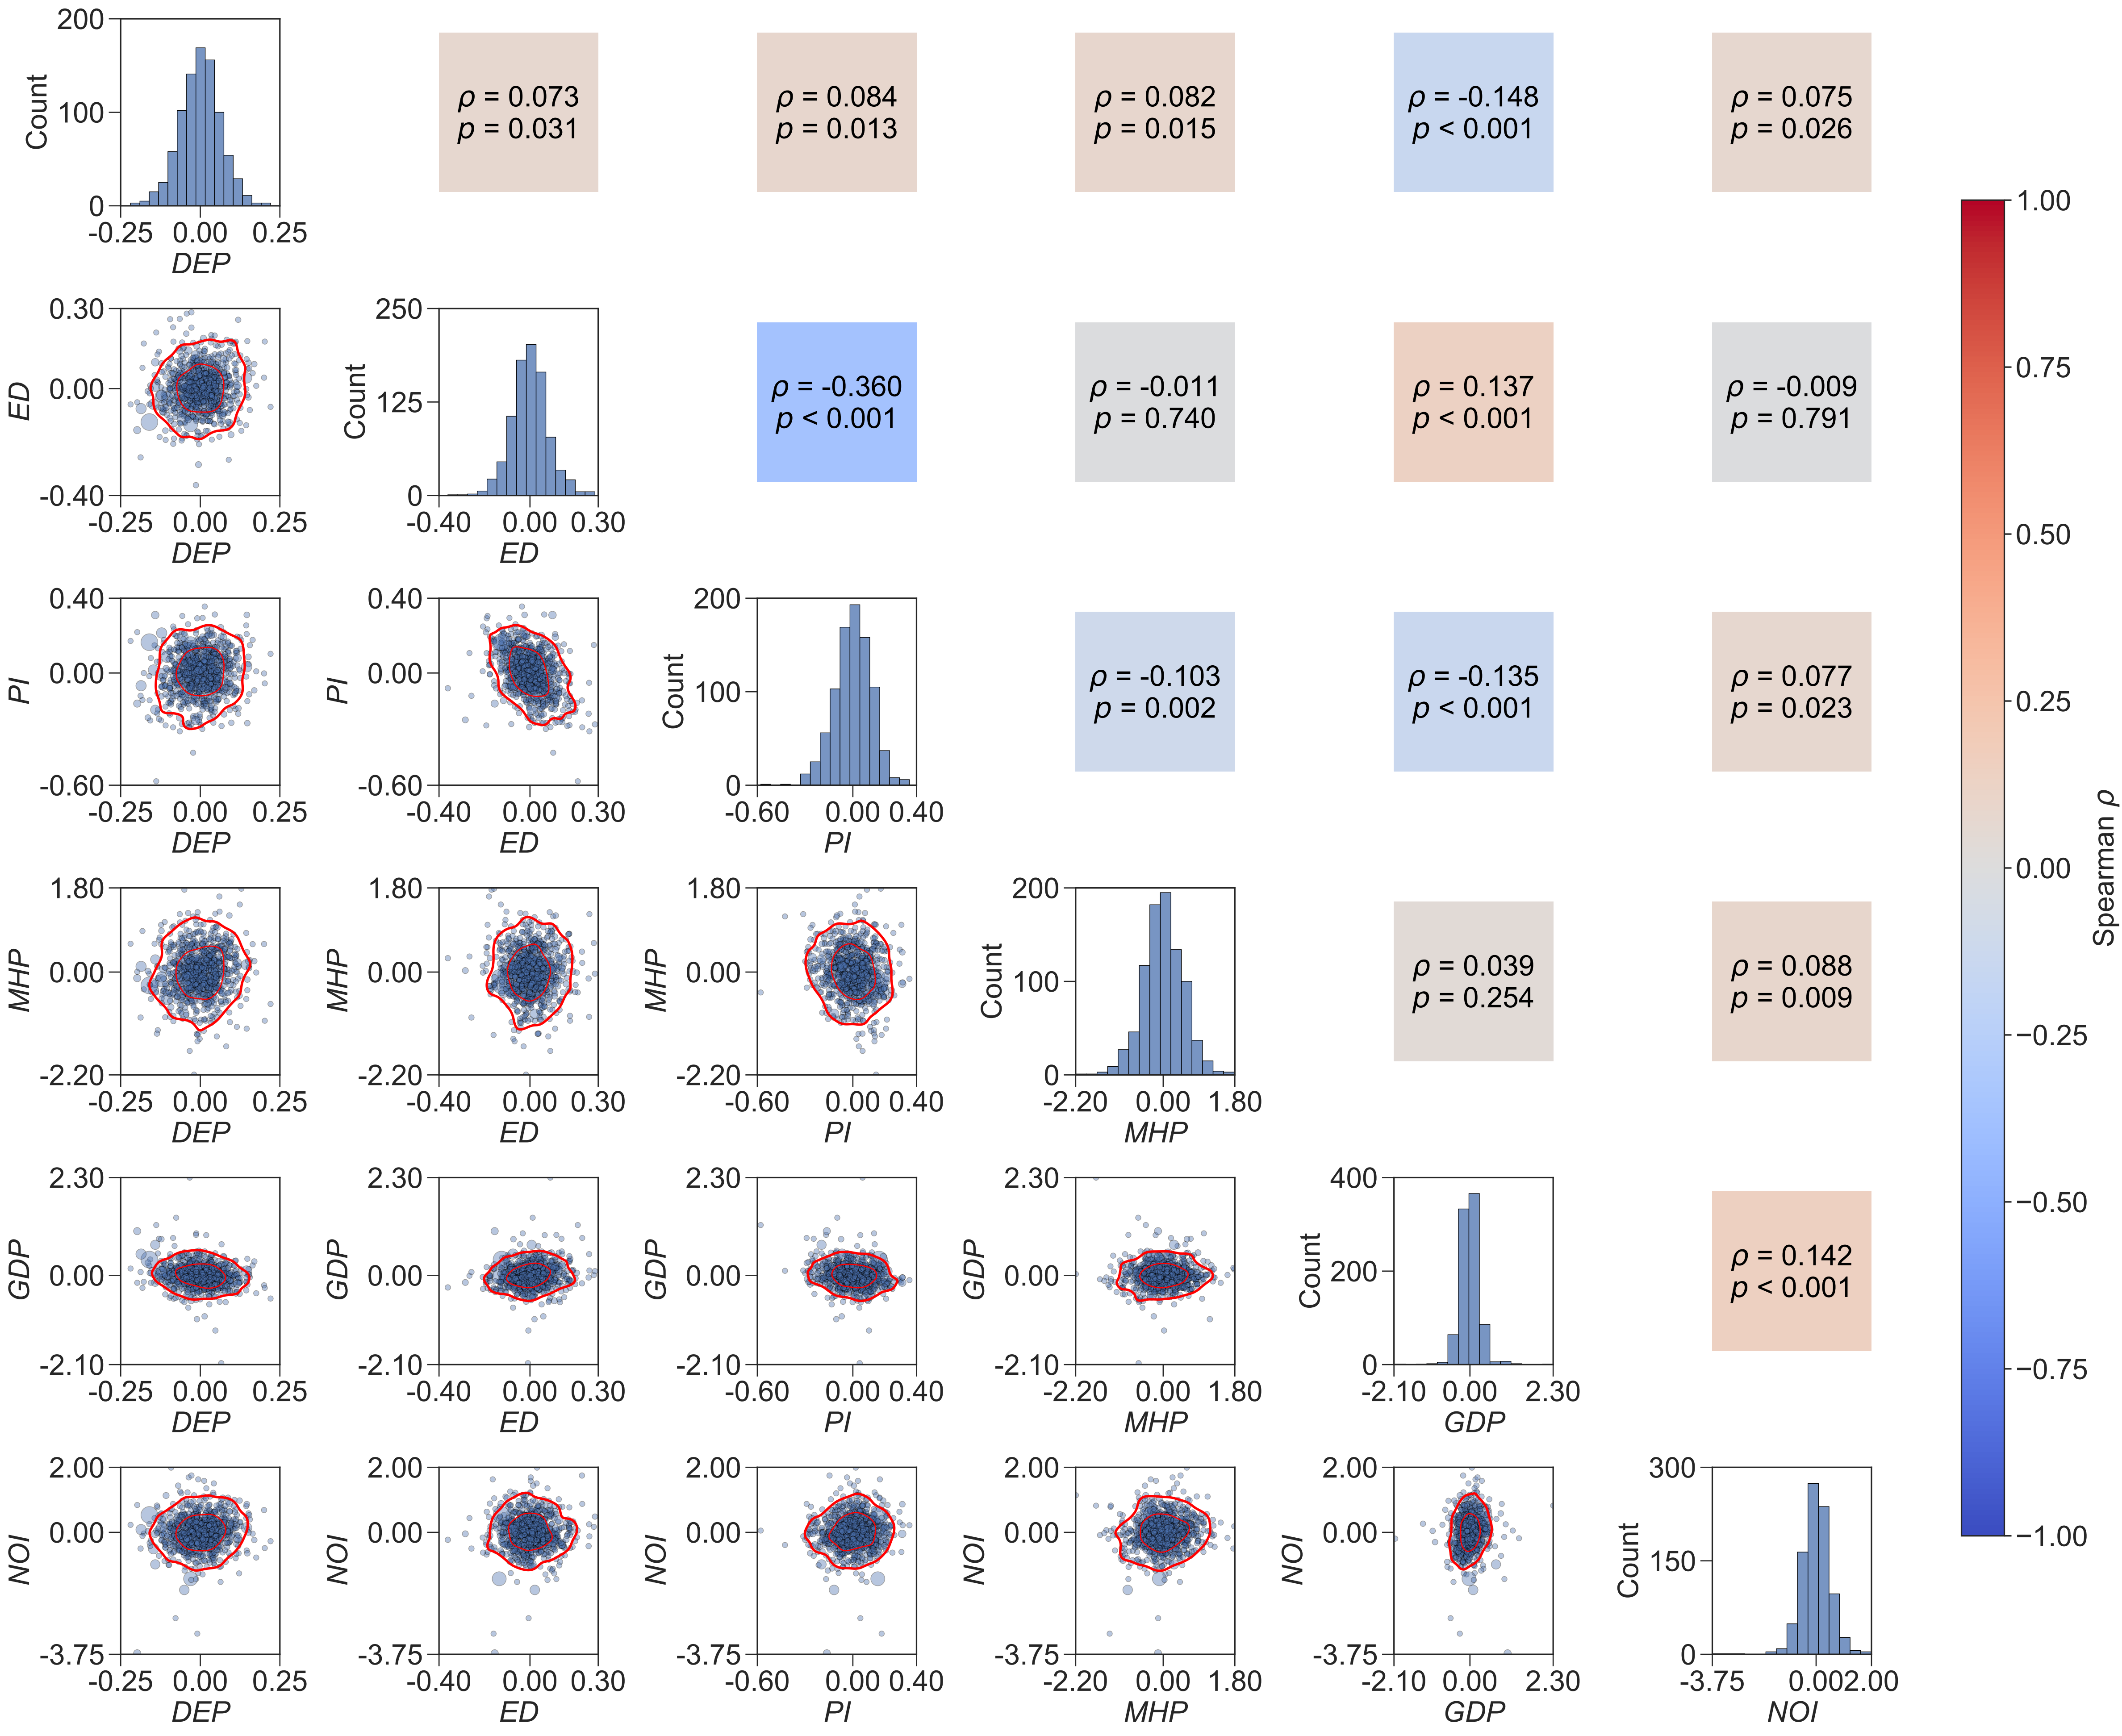 200
100
0
Count
-0.25 0.00 0.25
DEP
ρ = 0.073
p = 0.031
ρ = 0.084
p = 0.013
ρ = 0.082
p = 0.015
ρ = -0.148
p < 0.001
ρ = 0.075
p = 0.026
0.30
0.00
-0.40
ED
-0.25 0.00 0.25
DEP
250
125
0
Count
-0.40 0.00 0.30
ED
ρ = -0.360
p < 0.001
ρ = -0.011
p = 0.740
ρ = 0.137
p < 0.001
ρ = -0.009
p = 0.791
0.40
0.00
-0.60
PI
-0.25 0.00 0.25
DEP
0.40
0.00
-0.60
PI
-0.40 0.00 0.30
ED
200
100
0
Count
-0.60 0.00 0.40
PI
ρ = -0.103
p = 0.002
ρ = -0.135
p < 0.001
ρ = 0.077
p = 0.023
1.80
0.00
-2.20
MHP
-0.25 0.00 0.25
DEP
1.80
0.00
-2.20
MHP
-0.40 0.00 0.30
ED
1.80
0.00
-2.20
MHP
-0.60 0.00 0.40
PI
200
100
0
Count
-2.20 0.00 1.80
MHP
ρ = 0.039
p = 0.254
ρ = 0.088
p = 0.009
2.30
0.00
-2.10
GDP
-0.25 0.00 0.25
DEP
2.30
0.00
-2.10
GDP
-0.40 0.00 0.30
ED
2.30
0.00
-2.10
GDP
-0.60 0.00 0.40
PI
2.30
0.00
-2.10
GDP
-2.20 0.00 1.80
MHP
400
200
0
Count
-2.10 0.00 2.30
GDP
ρ = 0.142
p < 0.001
2.00
0.00
-3.75
NOI
-0.25 0.00 0.25
DEP
2.00
0.00
-3.75
NOI
-0.40 0.00 0.30
ED
2.00
0.00
-3.75
NOI
-0.60 0.00 0.40
PI
2.00
0.00
-3.75
NOI
-2.20 0.00 1.80
MHP
2.00
0.00
-3.75
NOI
-2.10 0.00 2.30
GDP
300
150
0
Count
-3.75 0.00 2.00
NOI
1.00
0.75
0.50
0.25
0.00
−0.25
−0.50
−0.75
−1.00
Spearman ρ